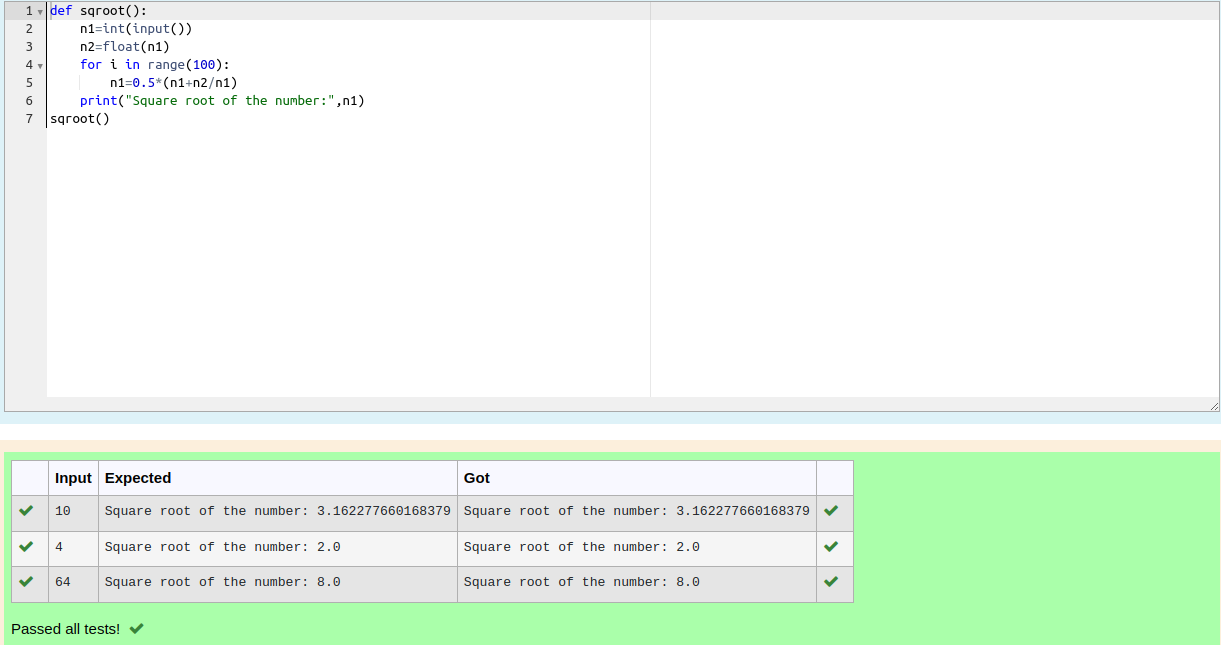 1 def sqroot():
2     n1=int(input())
3     n2=float(n1)
4     for i in range(100):
5         n1=0.5*(n1+n2/n1)
6     print("Square root of the number:",n1)
7 sqroot()
Input Expected Got
10 Square root of the number: 3.162277660168379 Square root of the number: 3.162277660168379
4 Square root of the number: 2.0 Square root of the number: 2.0
64 Square root of the number: 8.0 Square root of the number: 8.0
Passed all tests!